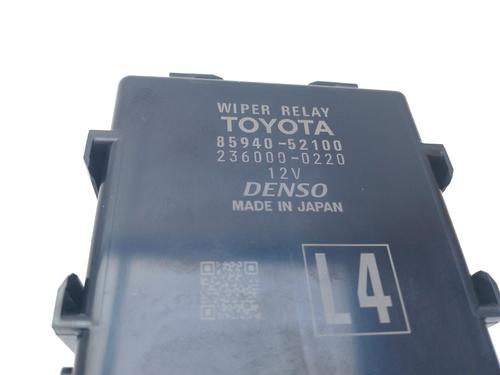 WIPER RELAY
TOYOTA
85940-52100
236000-0220
12V
DENSO
MADE IN JAPAN
L4